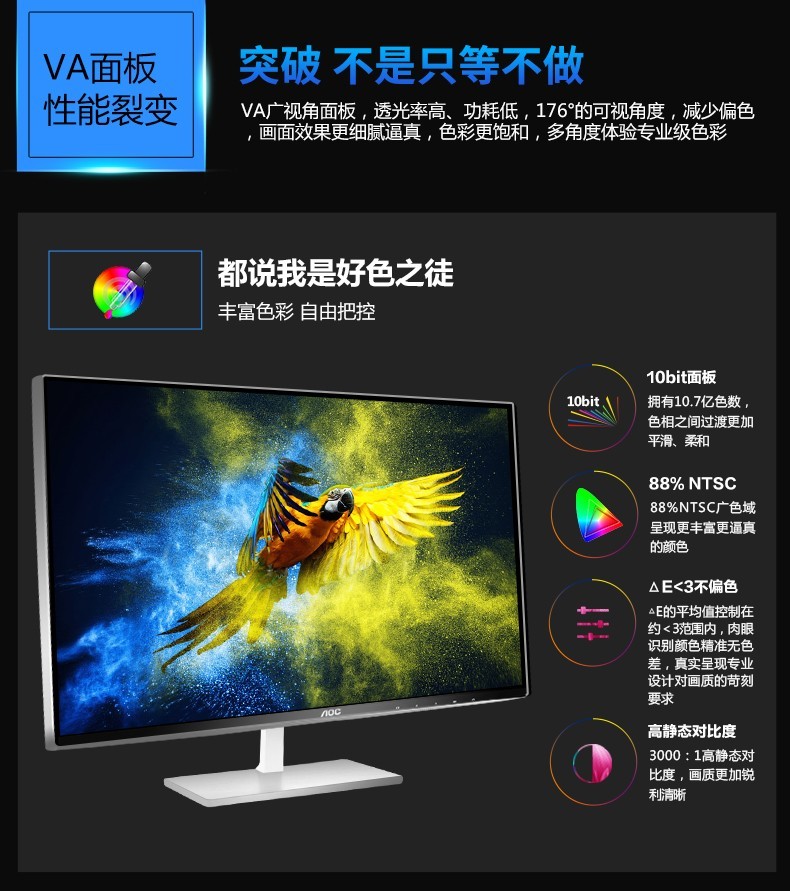 VA面板
性能裂变
突破 不是只等不做
VA广视角面板，透光率高、功耗低，176°的可视角度，减少偏色
，画面效果更细腻逼真，色彩更饱和，多角度体验专业级色彩
都说我是好色之徒
丰富色彩 自由把控
10bit
10bit面板
拥有10.7亿色数，
色相之间过渡更加
平滑、柔和
88% NTSC
88%NTSC广色域
呈现更丰富更逼真
的颜色
△E<3不偏色
△E的平均值控制在
约<3范围内，肉眼
识别颜色精准无色
差，真实呈现专业
设计对画质的苛刻
要求
高静态对比度
3000：1高静态对
比度，画质更加锐
利清晰
AOC